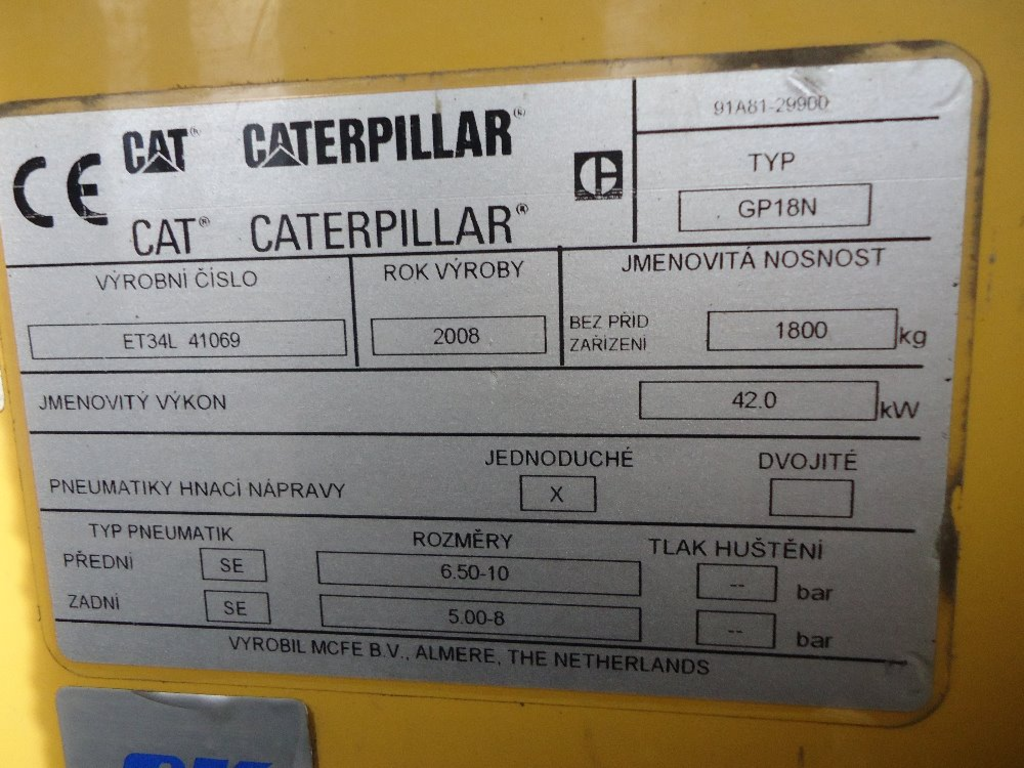 CE
CAT® CATERPILLAR®
CAT® CATERPILLAR®
91A81-29900
TYP
GP18N
VÝROBNÍ ČÍSLO
ET34L 41069
ROK VÝROBY
2008
JMENOVITÁ NOSNOST
BEZ PŘÍD
ZAŘÍZENÍ
1800 kg
JMENOVITÝ VÝKON 42.0 kW
JEDNODUCHÉ DVOJITÉ
PNEUMATIKY HNACÍ NÁPRAVY X
TYP PNEUMATIK ROZMĚRY TLAK HUŠTĚNÍ
PŘEDNÍ SE 6.50-10 -- bar
ZADNÍ SE 5.00-8 -- bar
VYROBIL MCFE B.V., ALMERE, THE NETHERLANDS